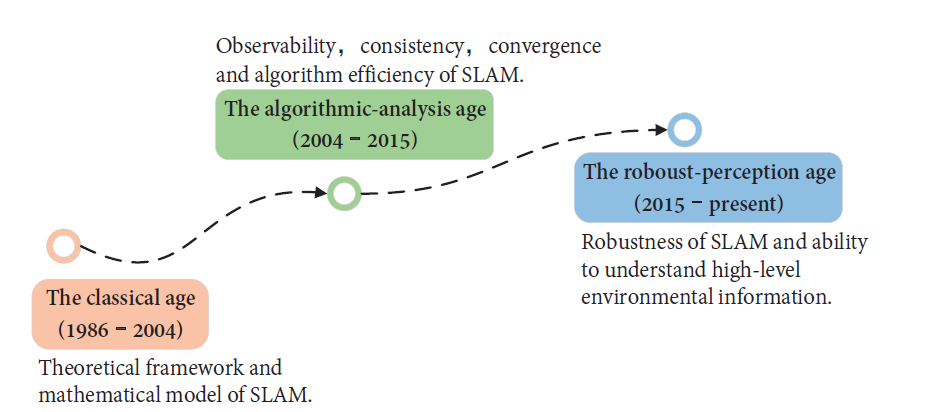 Observability, consistency, convergence
and algorithm efficiency of SLAM.
The algorithmic-analysis age
(2004 – 2015)
The roboust-perception age
(2015 – present)
Robustness of SLAM and ability
to understand high-level
environmental information.
The classical age
(1986 – 2004)
Theoretical framework and
mathematical model of SLAM.